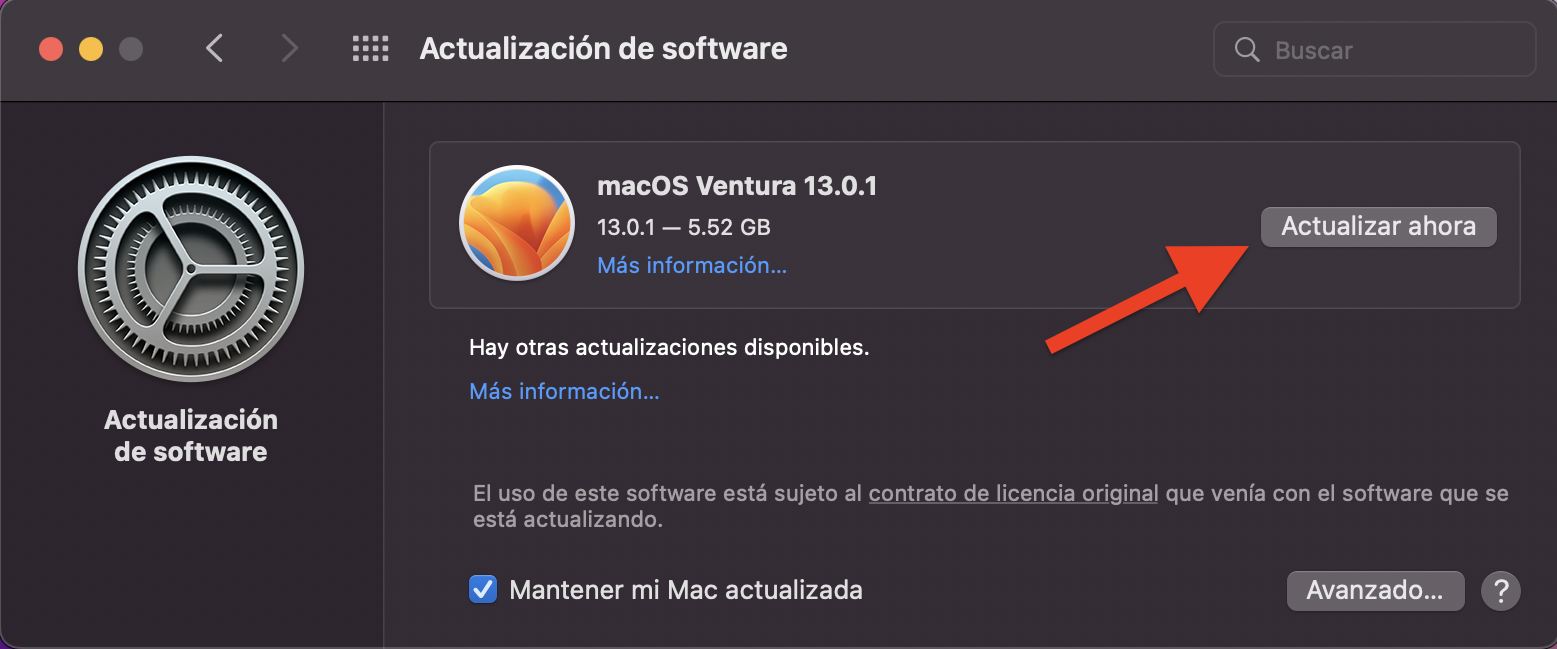 Actualización de software
Buscar
macOS Ventura 13.0.1
13.0.1 — 5.52 GB
Más información...
Actualizar ahora
Hay otras actualizaciones disponibles.
Más información...
Actualización
de software
El uso de este software está sujeto al contrato de licencia original que venía con el software que se
está actualizando.
Mantener mi Mac actualizada
Avanzado...
?